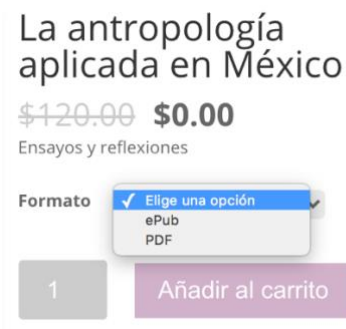 La antropología
aplicada en México
$120.00 $0.00
Ensayos y reflexiones
Formato
Elige una opción
ePub
PDF
1
Añadir al carrito